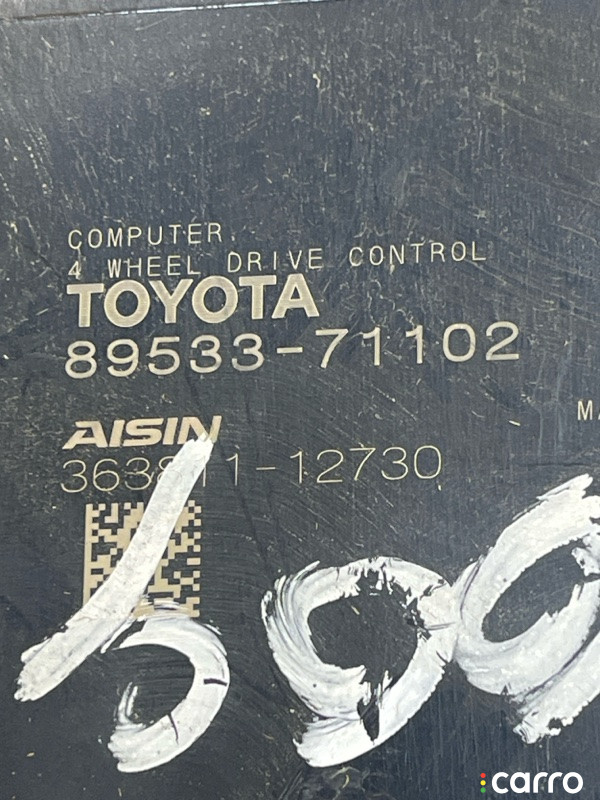 COMPUTER
4 WHEEL DRIVE CONTROL
TOYOTA
89533-71102
AISIN
carro